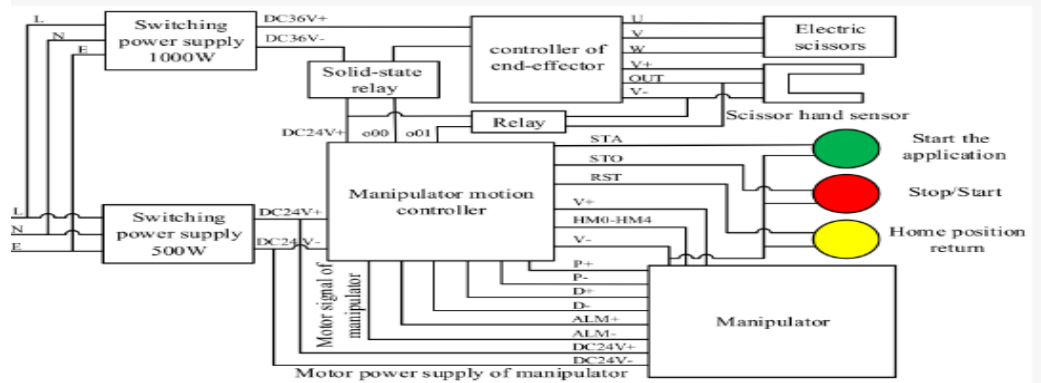 L
N
E
Switching
power supply
1000W
DC36V+
DC36V-
Solid-state
relay
controller of
end-effector
U
V
W
V+
OUT
V-
Electric
scissors
Scissor hand sensor
Relay
DC24V+
o00
o01
STA
STO
RST
Start the
application
Stop/Start
Home position
return
L
N
E
Switching
power supply
500W
DC24V+
DC24V-
Manipulator motion
controller
V+
HM0-HM4
V-
P+
P-
D+
D-
ALM+
ALM-
DC24V+
DC24V-
Manipulator
Motor signal of
manipulator
Motor power supply of manipulator